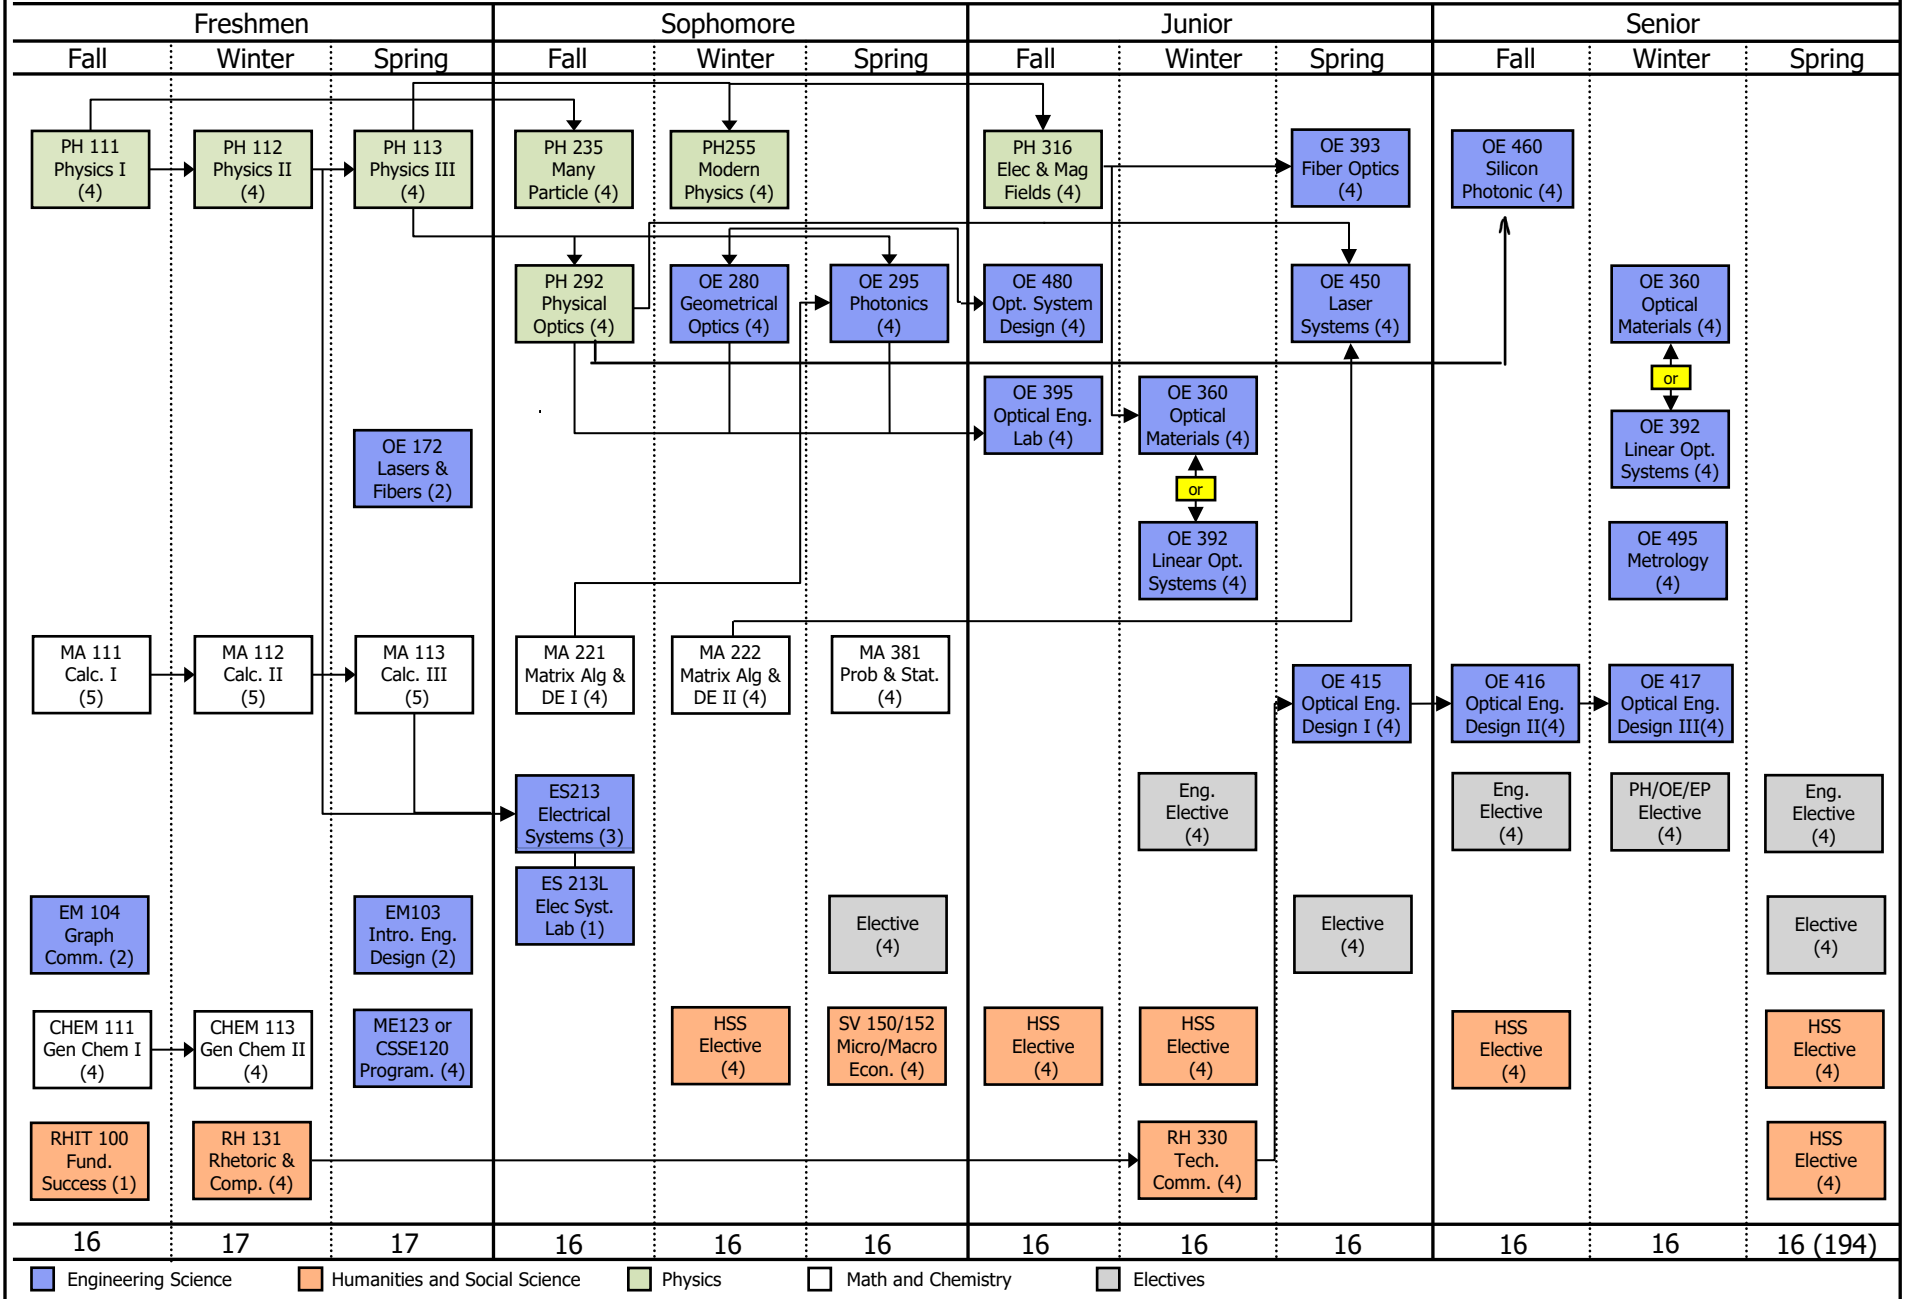 Freshmen Sophomore Junior Senior
Fall Winter Spring Fall Winter Spring Fall Winter Spring Fall Winter Spring
PH 111
Physics I
(4)
PH 112
Physics II
(4)
PH 113
Physics III
(4)
PH 235
Many
Particle (4)
PH255
Modern
Physics (4)
PH 316
Elec & Mag
Fields (4)
OE 393
Fiber Optics
(4)
OE 460
Silicon
Photonic (4)
PH 292
Physical
Optics (4)
OE 280
Geometrical
Optics (4)
OE 295
Photonics
(4)
OE 480
Opt. System
Design (4)
OE 450
Laser
Systems (4)
OE 360
Optical
Materials (4)
or
OE 392
Linear Opt.
Systems (4)
OE 172
Lasers &
Fibers (2)
OE 395
Optical Eng.
Lab (4)
OE 360
Optical
Materials (4)
or
OE 392
Linear Opt.
Systems (4)
OE 495
Metrology
(4)
MA 111
Calc. I
(5)
MA 112
Calc. II
(5)
MA 113
Calc. III
(5)
MA 221
Matrix Alg &
DE I (4)
MA 222
Matrix Alg &
DE II (4)
MA 381
Prob & Stat.
(4)
OE 415
Optical Eng.
Design I (4)
OE 416
Optical Eng.
Design II(4)
OE 417
Optical Eng.
Design III(4)
ES213
Electrical
Systems (3)
Eng.
Elective
(4)
Eng.
Elective
(4)
PH/OE/EP
Elective
(4)
Eng.
Elective
(4)
EM 104
Graph
Comm. (2)
EM103
Intro. Eng.
Design (2)
ES 213L
Elec Syst.
Lab (1)
Elective
(4)
Elective
(4)
Elective
(4)
CHEM 111
Gen Chem I
(4)
CHEM 113
Gen Chem II
(4)
ME123 or
CSSE120
Program. (4)
HSS
Elective
(4)
SV 150/152
Micro/Macro
Econ. (4)
HSS
Elective
(4)
HSS
Elective
(4)
HSS
Elective
(4)
HSS
Elective
(4)
RHIT 100
Fund.
Success (1)
RH 131
Rhetoric &
Comp. (4)
RH 330
Tech.
Comm. (4)
HSS
Elective
(4)
16 17 17 16 16 16 16 16 16 16 16 16 (194)
Engineering Science Humanities and Social Science Physics Math and Chemistry Electives